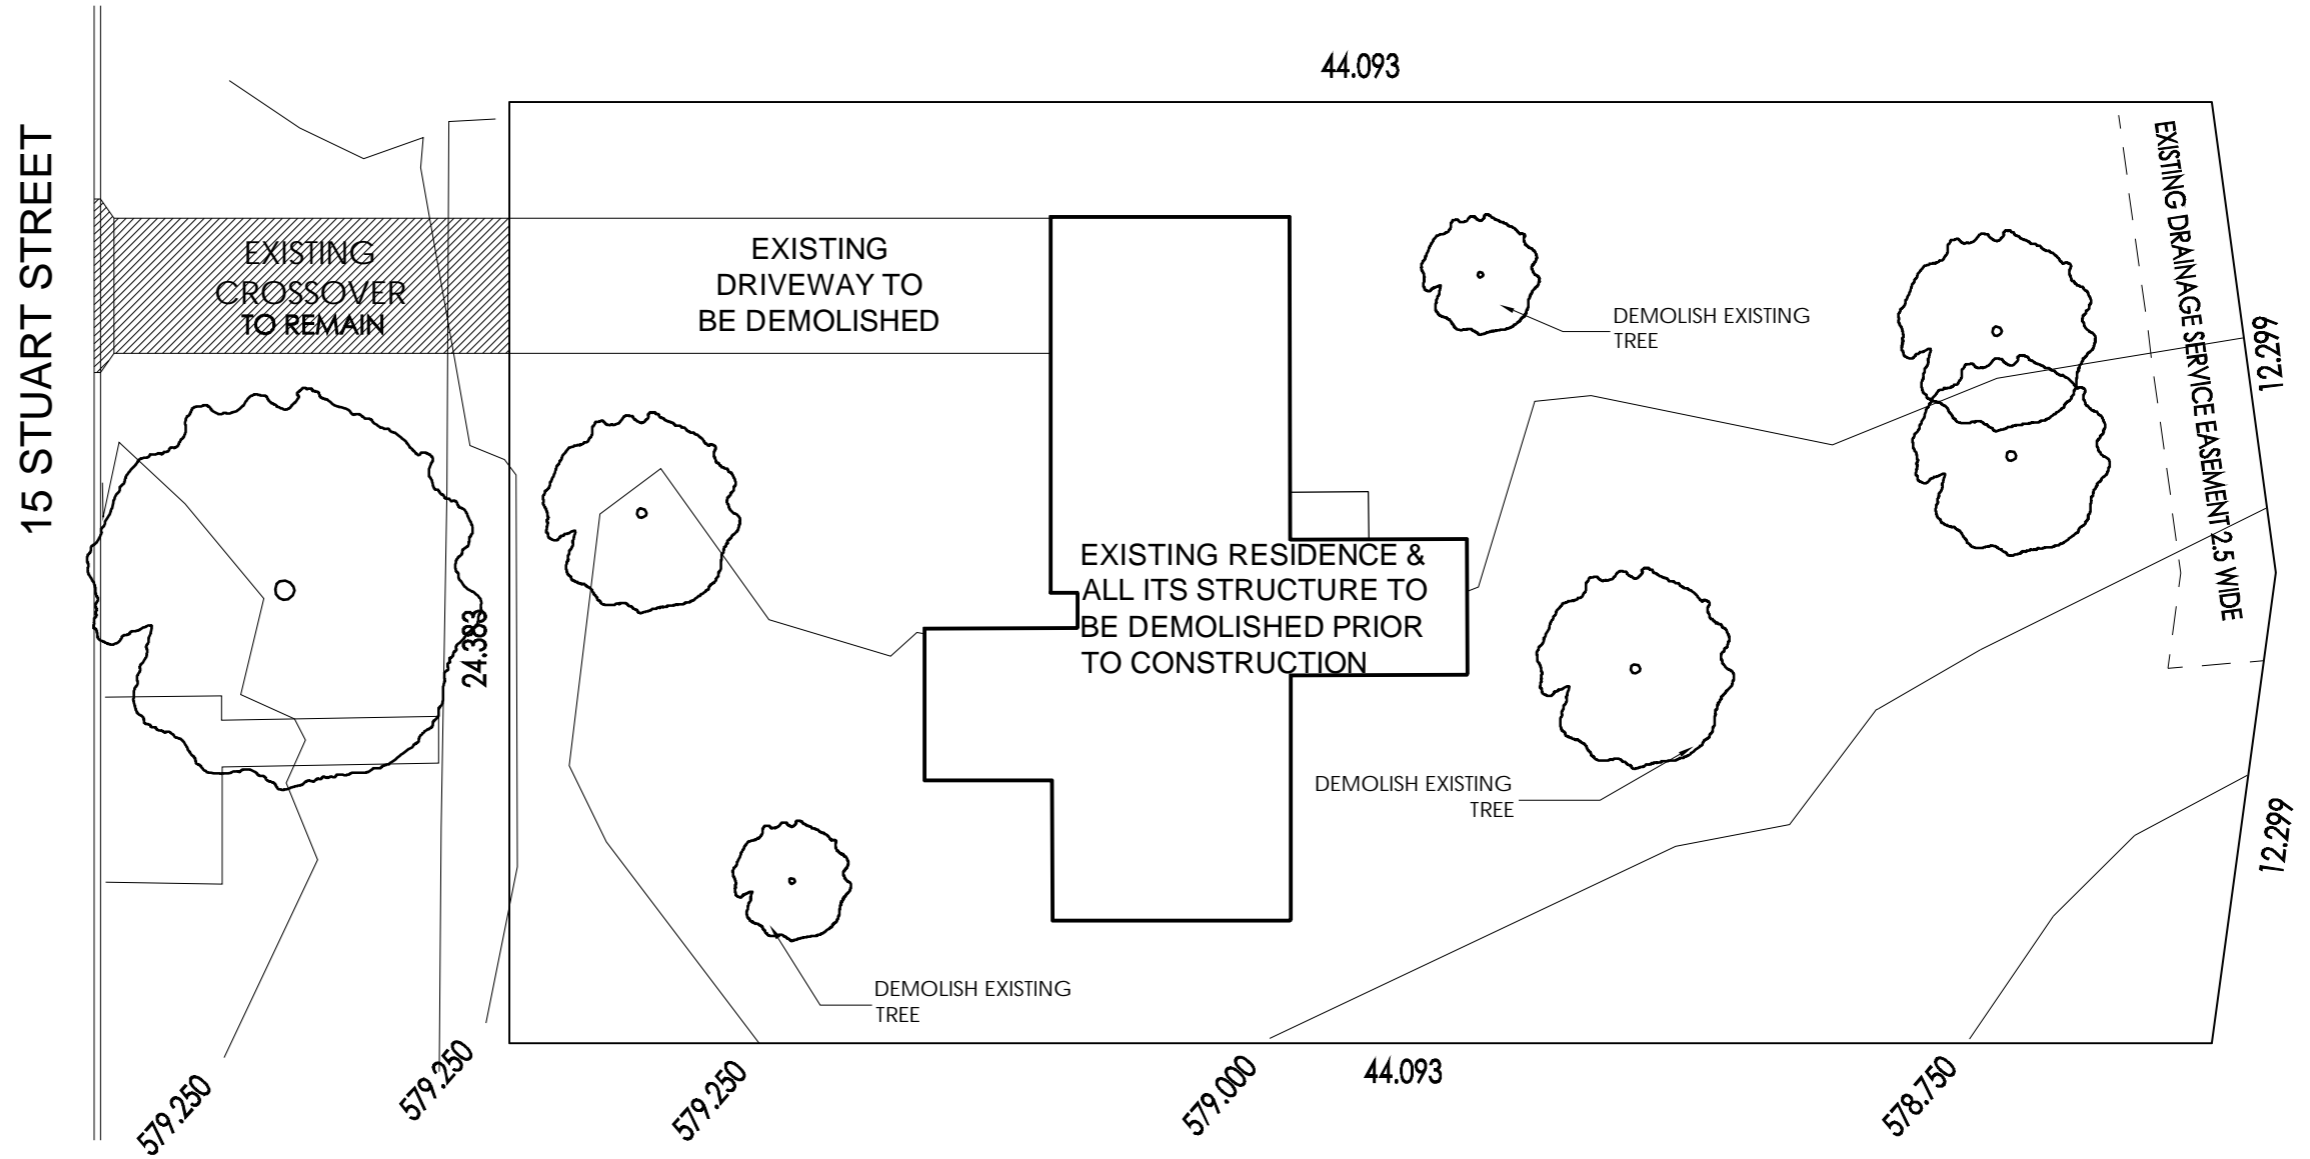 44.093
15 STUART STREET
EXISTING
CROSSOVER
TO REMAIN
EXISTING
DRIVEWAY TO
BE DEMOLISHED
DEMOLISH EXISTING
TREE
EXISTING DRAINAGE SERVICE EASEMENT 2.5 WIDE
12.299
24.383
EXISTING RESIDENCE &
ALL ITS STRUCTURE TO
BE DEMOLISHED PRIOR
TO CONSTRUCTION
DEMOLISH EXISTING
TREE
12.299
DEMOLISH EXISTING
TREE
579.250
579.250
579.250
579.000
44.093
578.750